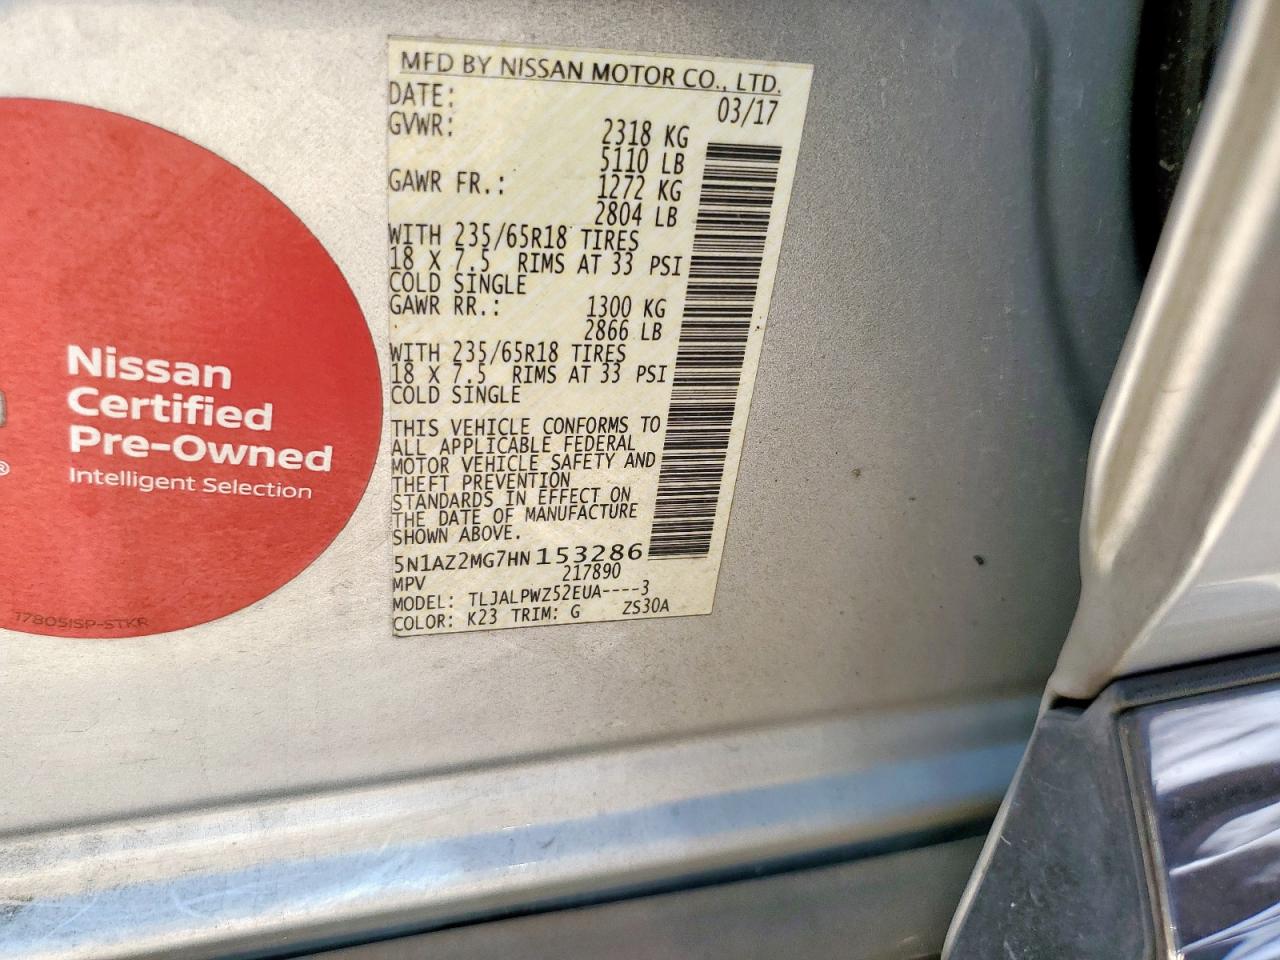 MFD BY NISSAN MOTOR CO., LTD.
DATE: 03/17
GVWR: 2318 KG
5110 LB
GAWR FR.: 1272 KG
2804 LB
WITH 235/65R18 TIRES
18 X 7.5 RIMS AT 33 PSI
COLD SINGLE
GAWR RR.: 1300 KG
2866 LB
WITH 235/65R18 TIRES
18 X 7.5 RIMS AT 33 PSI
COLD SINGLE
THIS VEHICLE CONFORMS TO
ALL APPLICABLE FEDERAL
MOTOR VEHICLE SAFETY AND
THEFT PREVENTION
STANDARDS IN EFFECT ON
THE DATE OF MANUFACTURE
SHOWN ABOVE.
5N1AZ2MG7HN153286
MPV 217890
MODEL: TLJALPWZ52EUA----3
COLOR: K23 TRIM: G ZS30A
Nissan
Certified
Pre-Owned
Intelligent Selection
®
17805ISP-STKR